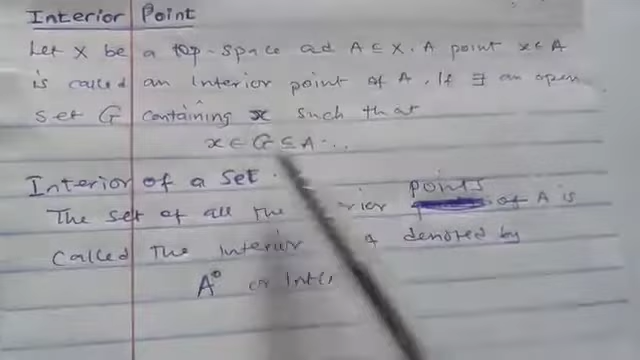 Interior Point
Let X be a top-space ad A ⊆ X. A point x ∈ A
is called an interior point of A, If ∃ an open
set G containing x such that
x ∈ G ⊆ A...
Interior of a set.
The set of all the rior points of A is
called the interior denoted by
A° or Int(